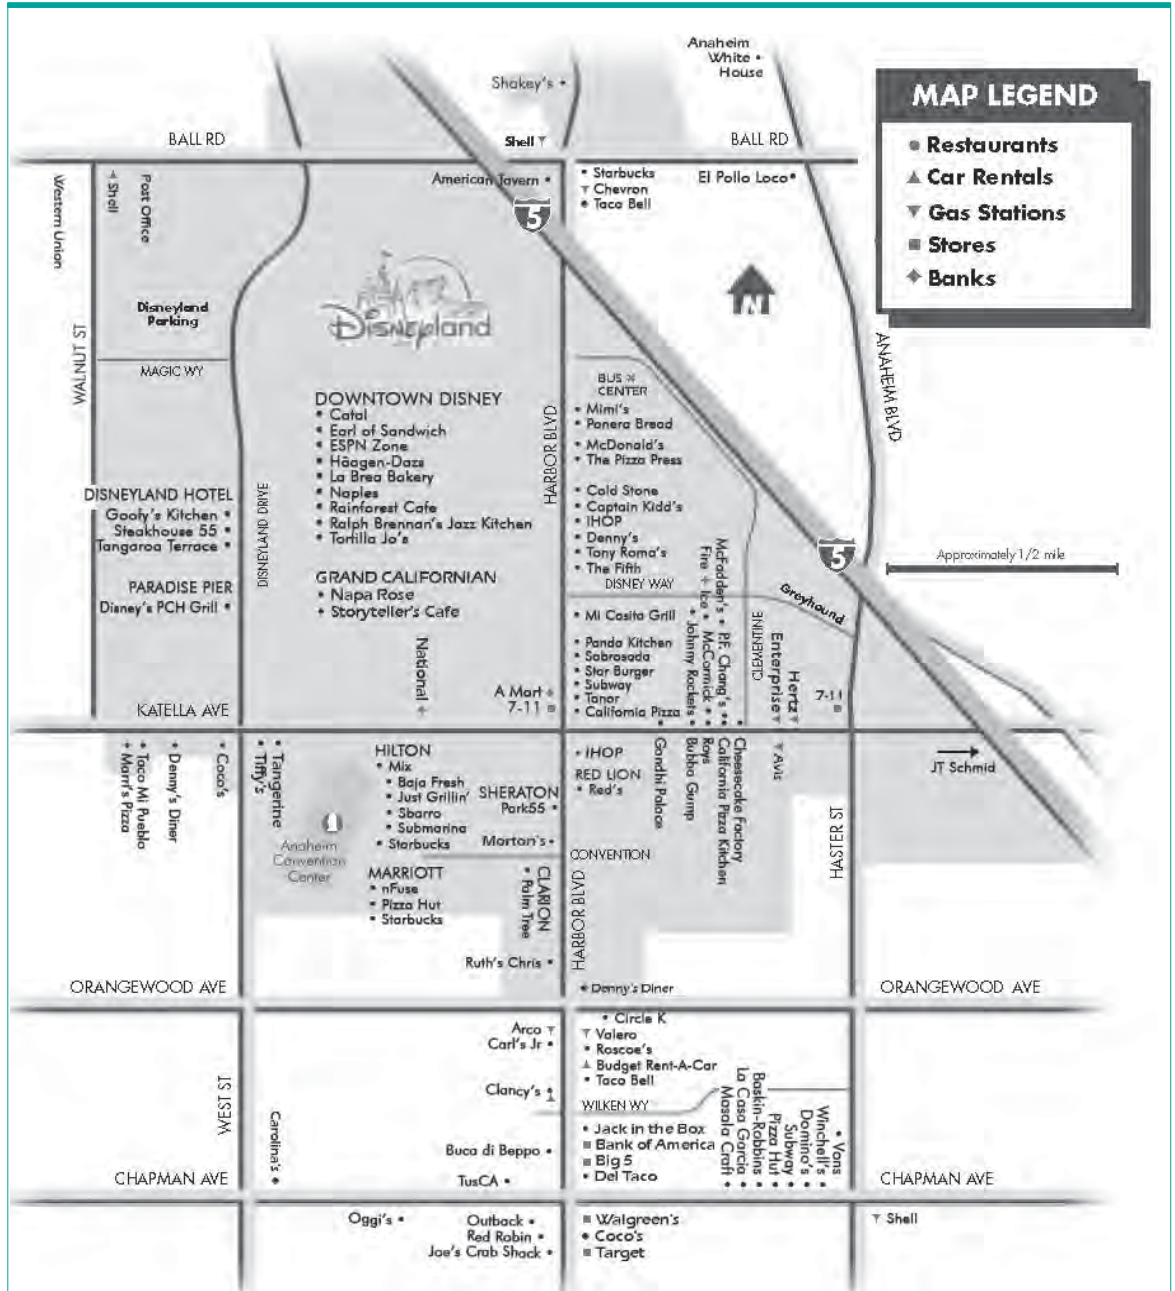 Anaheim
White
House
Shakey's
MAP LEGEND
Restaurants
Car Rentals
Gas Stations
Stores
Banks
BALL RD
Shell
BALL RD
American Tavern
Starbucks
Chevron
Taco Bell
El Pollo Loco
Western Union
Shell
Post Office
5
N
Disneyland
Parking
Disneyland
WALNUT ST
MAGIC WY
ANAHEIM BLVD
BUS
CENTER
HARBOR BLVD
DOWNTOWN DISNEY
Catal
Earl of Sandwich
ESPN Zone
Häagen-Dazs
La Brea Bakery
Naples
Rainforest Cafe
Ralph Brennan's Jazz Kitchen
Tortilla Jo's
Mimi's
Panera Bread
McDonald's
The Pizza Press
Cold Stone
Captain Kidd's
IHOP
Denny's
Tony Roma's
The Fifth
DISNEY WAY
DISNEYLAND HOTEL
Goofy's Kitchen
Steakhouse 55
Tangaroa Terrace
DISNEYLAND DRIVE
PARADISE PIER
Disney's PCH Grill
GRAND CALIFORNIAN
Napa Rose
Storyteller's Cafe
5
Approximately 1/2 mile
Greyhound
McFadden's
Fire + Ice
P.F. Chang's
McCormick
Johnny Rockets
CLEMENTINE
Enterprise
Hertz
7-11
Mi Casita Grill
Panda Kitchen
Sabrosada
Star Burger
Subway
Tanor
California Pizza
National
A Mart
7-11
KATELLA AVE
Marri's Pizza
Taco Mi Pueblo
Denny's Diner
Coco's
Tiffy's
Tangerine
Anaheim
Convention
Center
HILTON
Mix
Baja Fresh
Just Grillin'
Sbarro
Submarina
Starbucks
SHERATON
Park55
Morton's
IHOP
RED LION
Red's
Gandhi Palace
Bubba Gump
Roys
California Pizza Kitchen
Cheesecake Factory
Avis
JT Schmid
HASTER ST
CONVENTION
MARRIOTT
nFuse
Pizza Hut
Starbucks
CLARION
Palm Tree
HARBOR BLVD
Ruth's Chris
ORANGEWOOD AVE
Denny's Diner
ORANGEWOOD AVE
Arco
Carl's Jr
Clancy's
Circle K
Valero
Roscoe's
Budget Rent-A-Car
Taco Bell
WILKEN WY
Jack in the Box
Bank of America
Big 5
Del Taco
Masala Craft
La Casa Garcia
Baskin-Robbins
Pizza Hut
Subway
Domino's
Winchell's
Vons
WEST ST
Carolina's
Buca di Beppo
TusCA
CHAPMAN AVE
CHAPMAN AVE
Oggi's
Outback
Red Robin
Joe's Crab Shack
Walgreen's
Coco's
Target
Shell